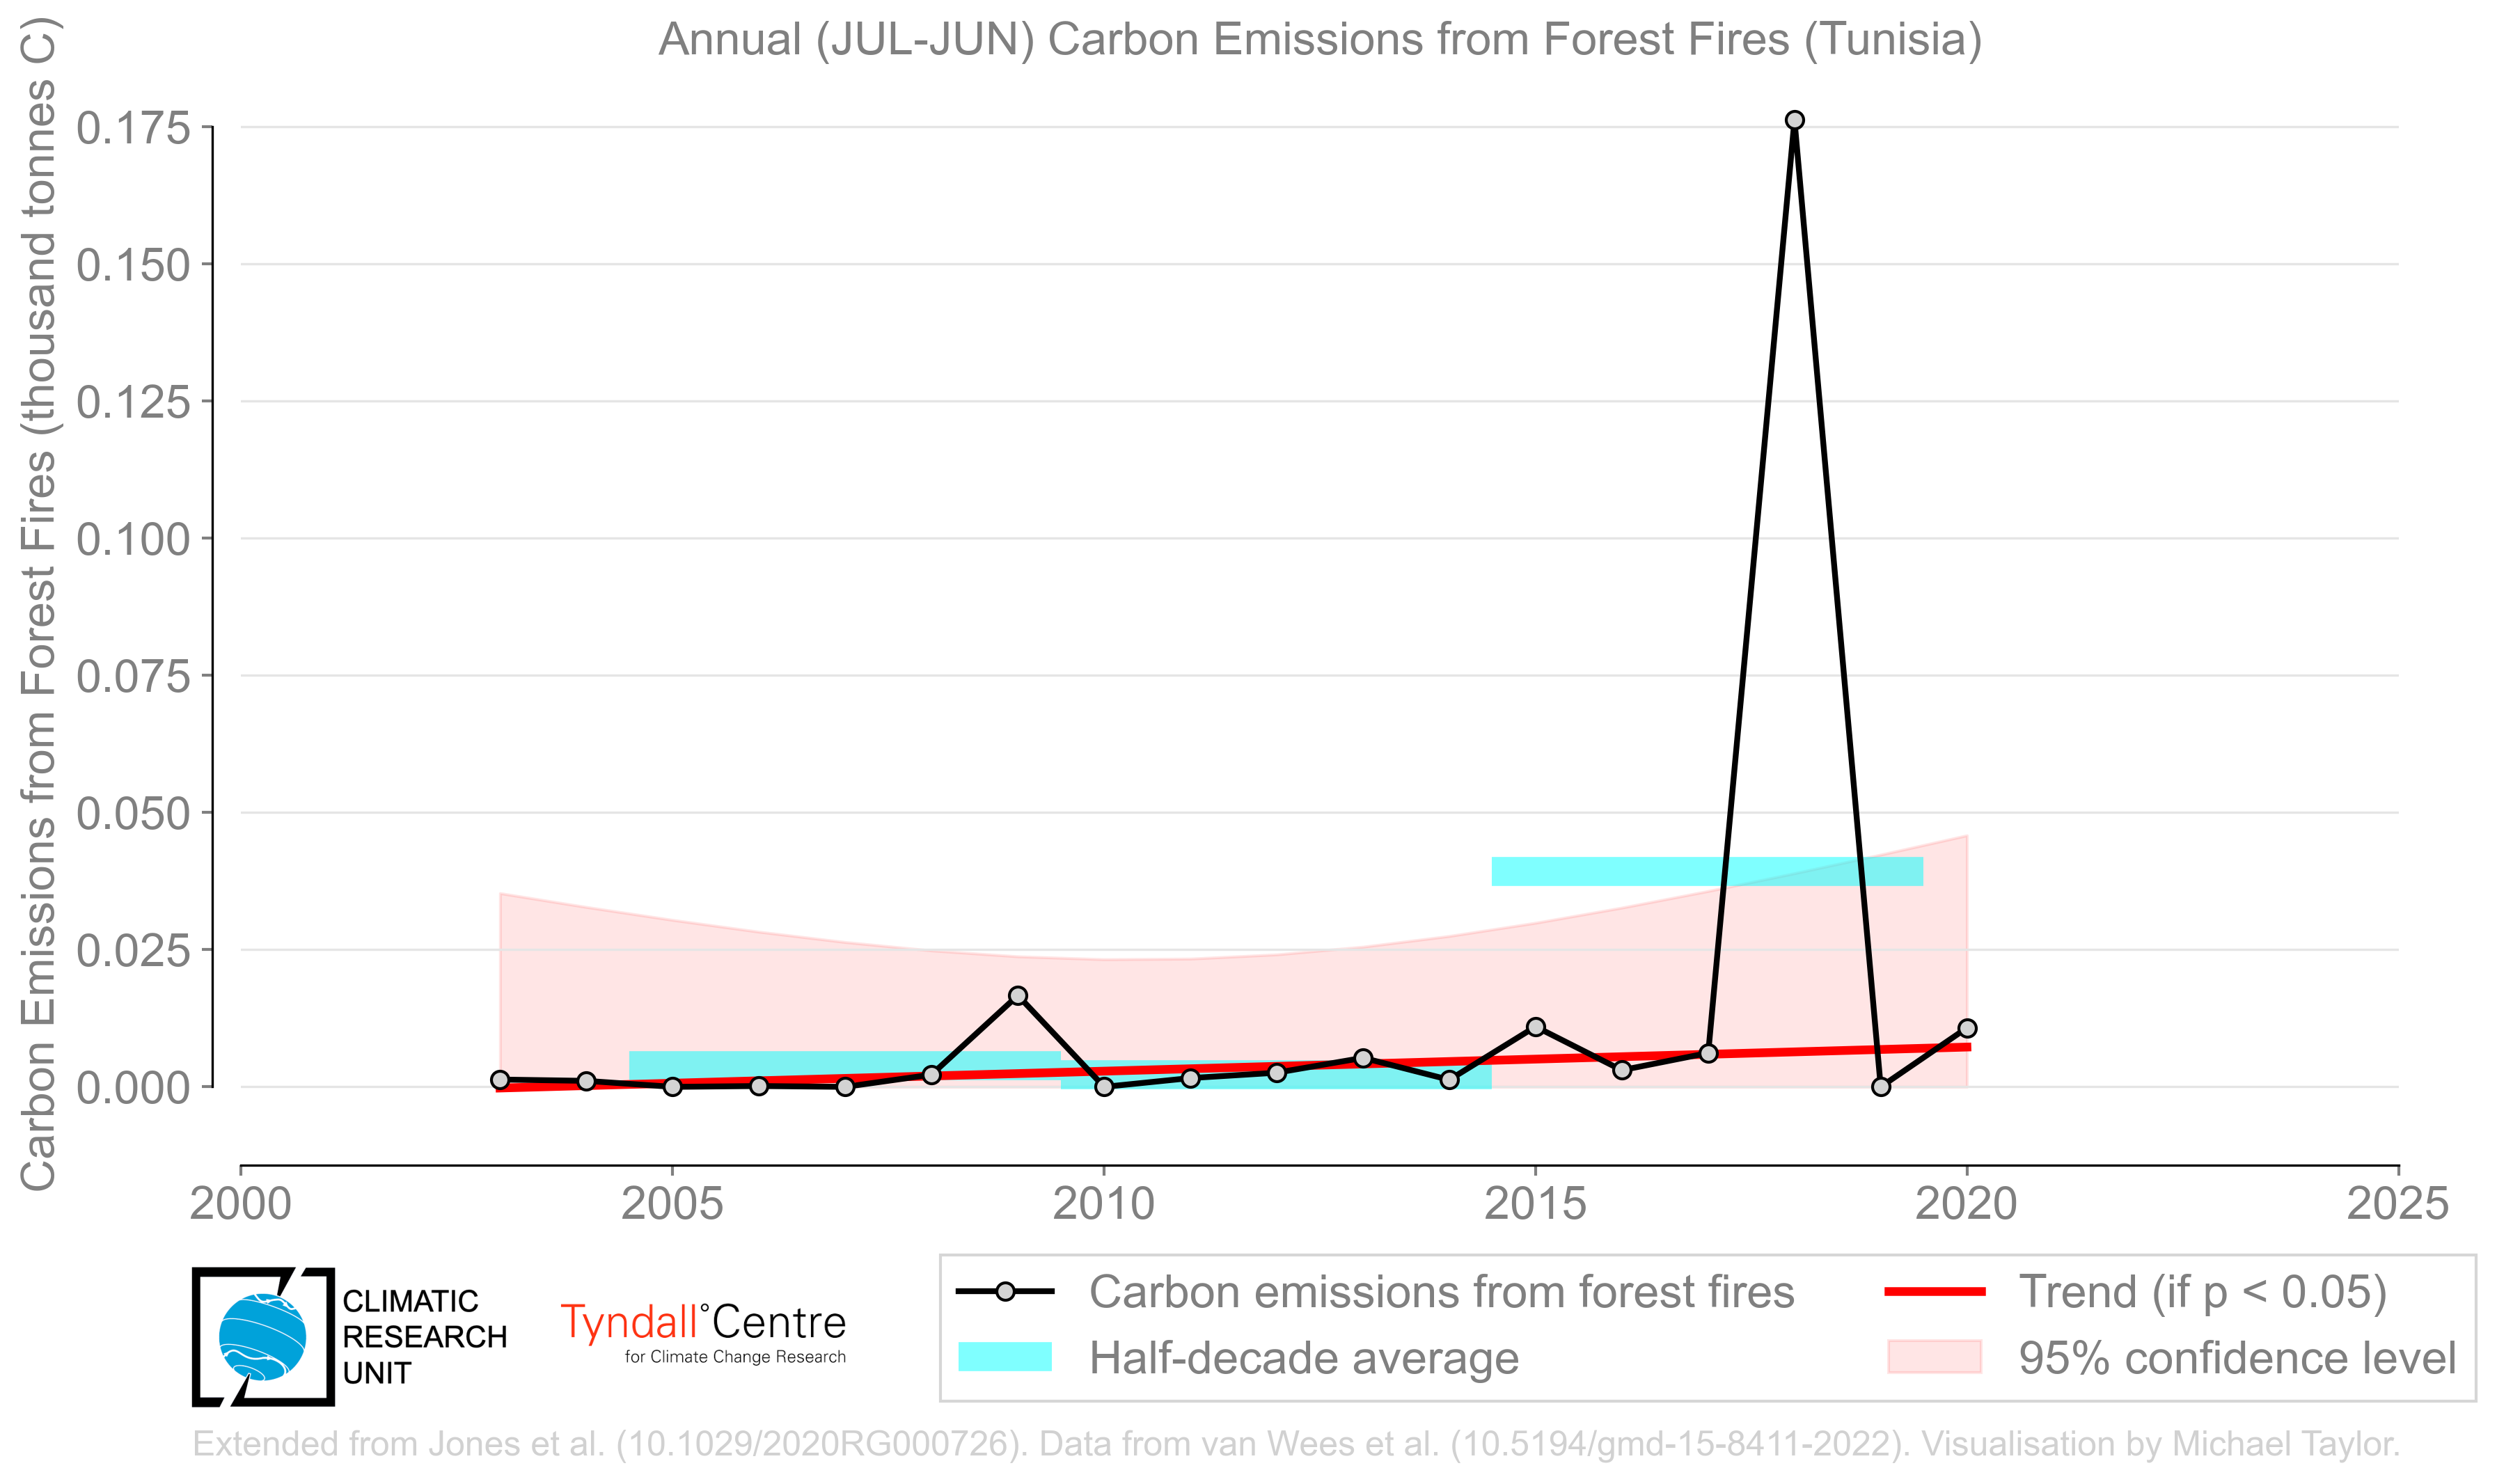 Annual (JUL-JUN) Carbon Emissions from Forest Fires (Tunisia)
Carbon Emissions from Forest Fires (thousand tonnes C)
0.175
0.150
0.125
0.100
0.075
0.050
0.025
0.000
2000 2005 2010 2015 2020 2025
CLIMATIC
RESEARCH
UNIT
Tyndall°Centre
for Climate Change Research
Carbon emissions from forest fires
Half-decade average
Trend (if p < 0.05)
95% confidence level
Extended from Jones et al. (10.1029/2020RG000726). Data from van Wees et al. (10.5194/gmd-15-8411-2022). Visualisation by Michael Taylor.